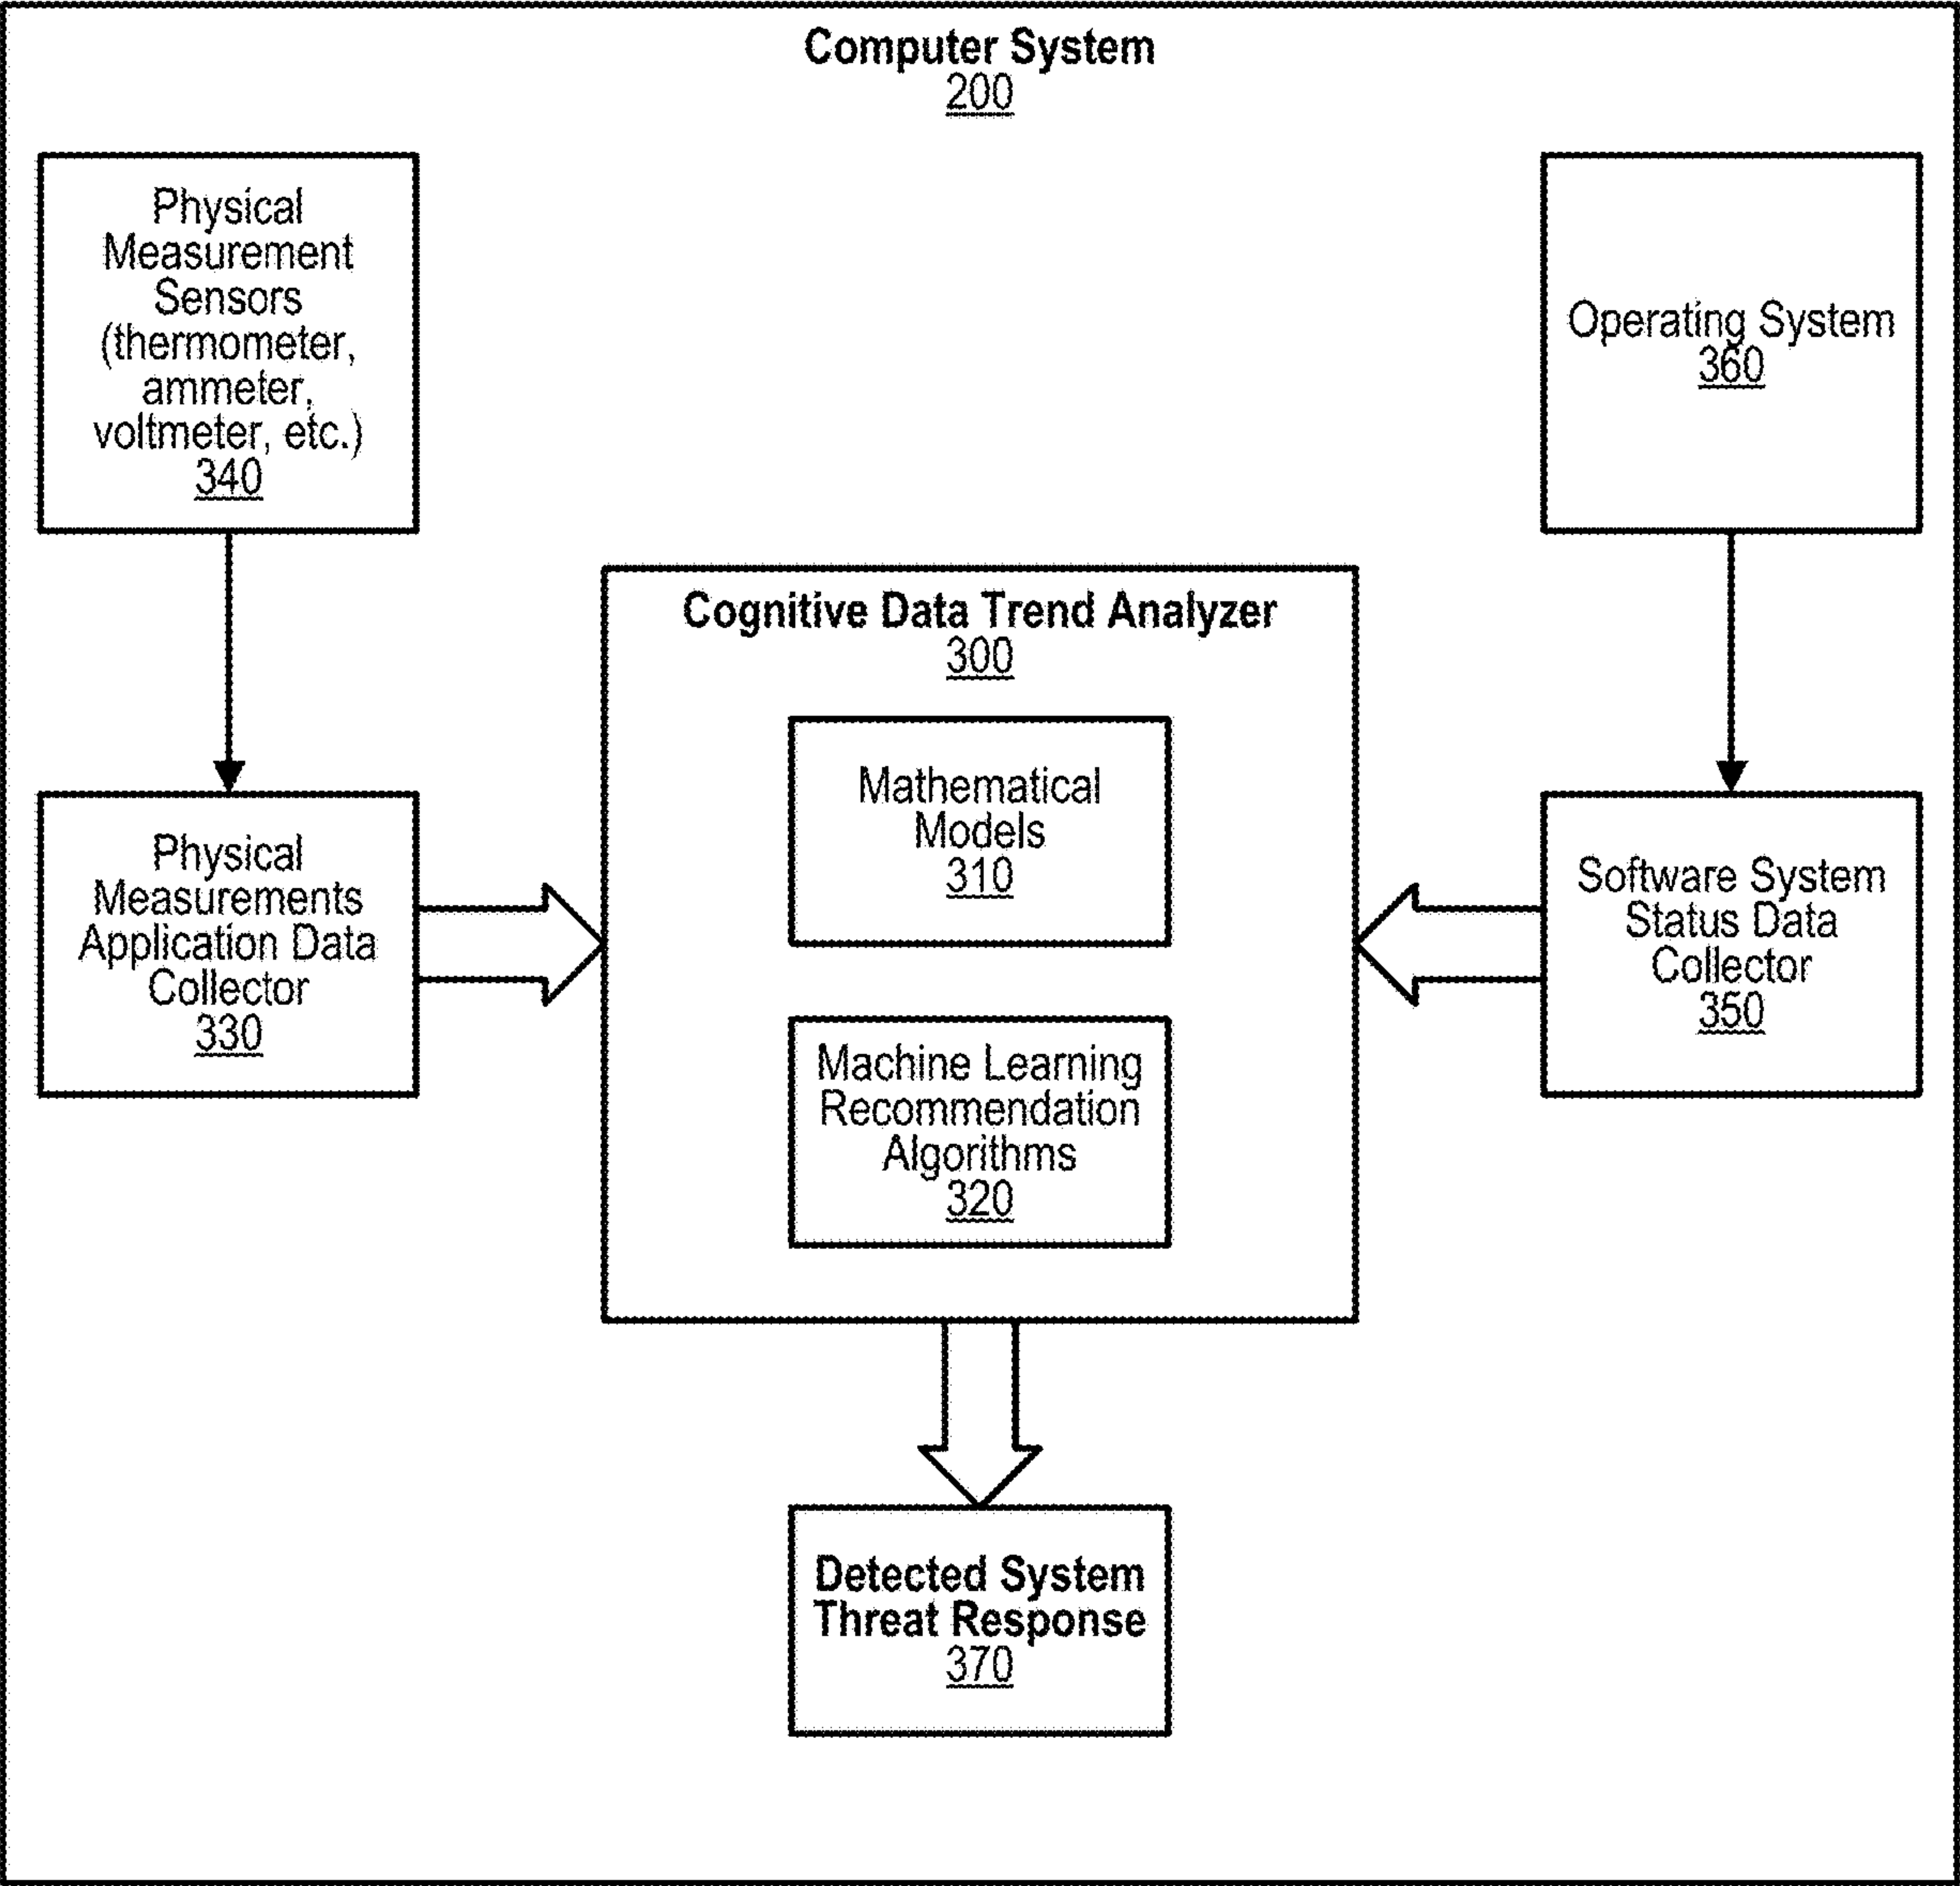 Computer System
200
Physical
Measurement
Sensors
(thermometer,
ammeter,
voltmeter, etc.)
340
Operating System
360
Cognitive Data Trend Analyzer
300
Mathematical
Models
310
Physical
Measurements
Application Data
Collector
330
Software System
Status Data
Collector
350
Machine Learning
Recommendation
Algorithms
320
Detected System
Threat Response
370